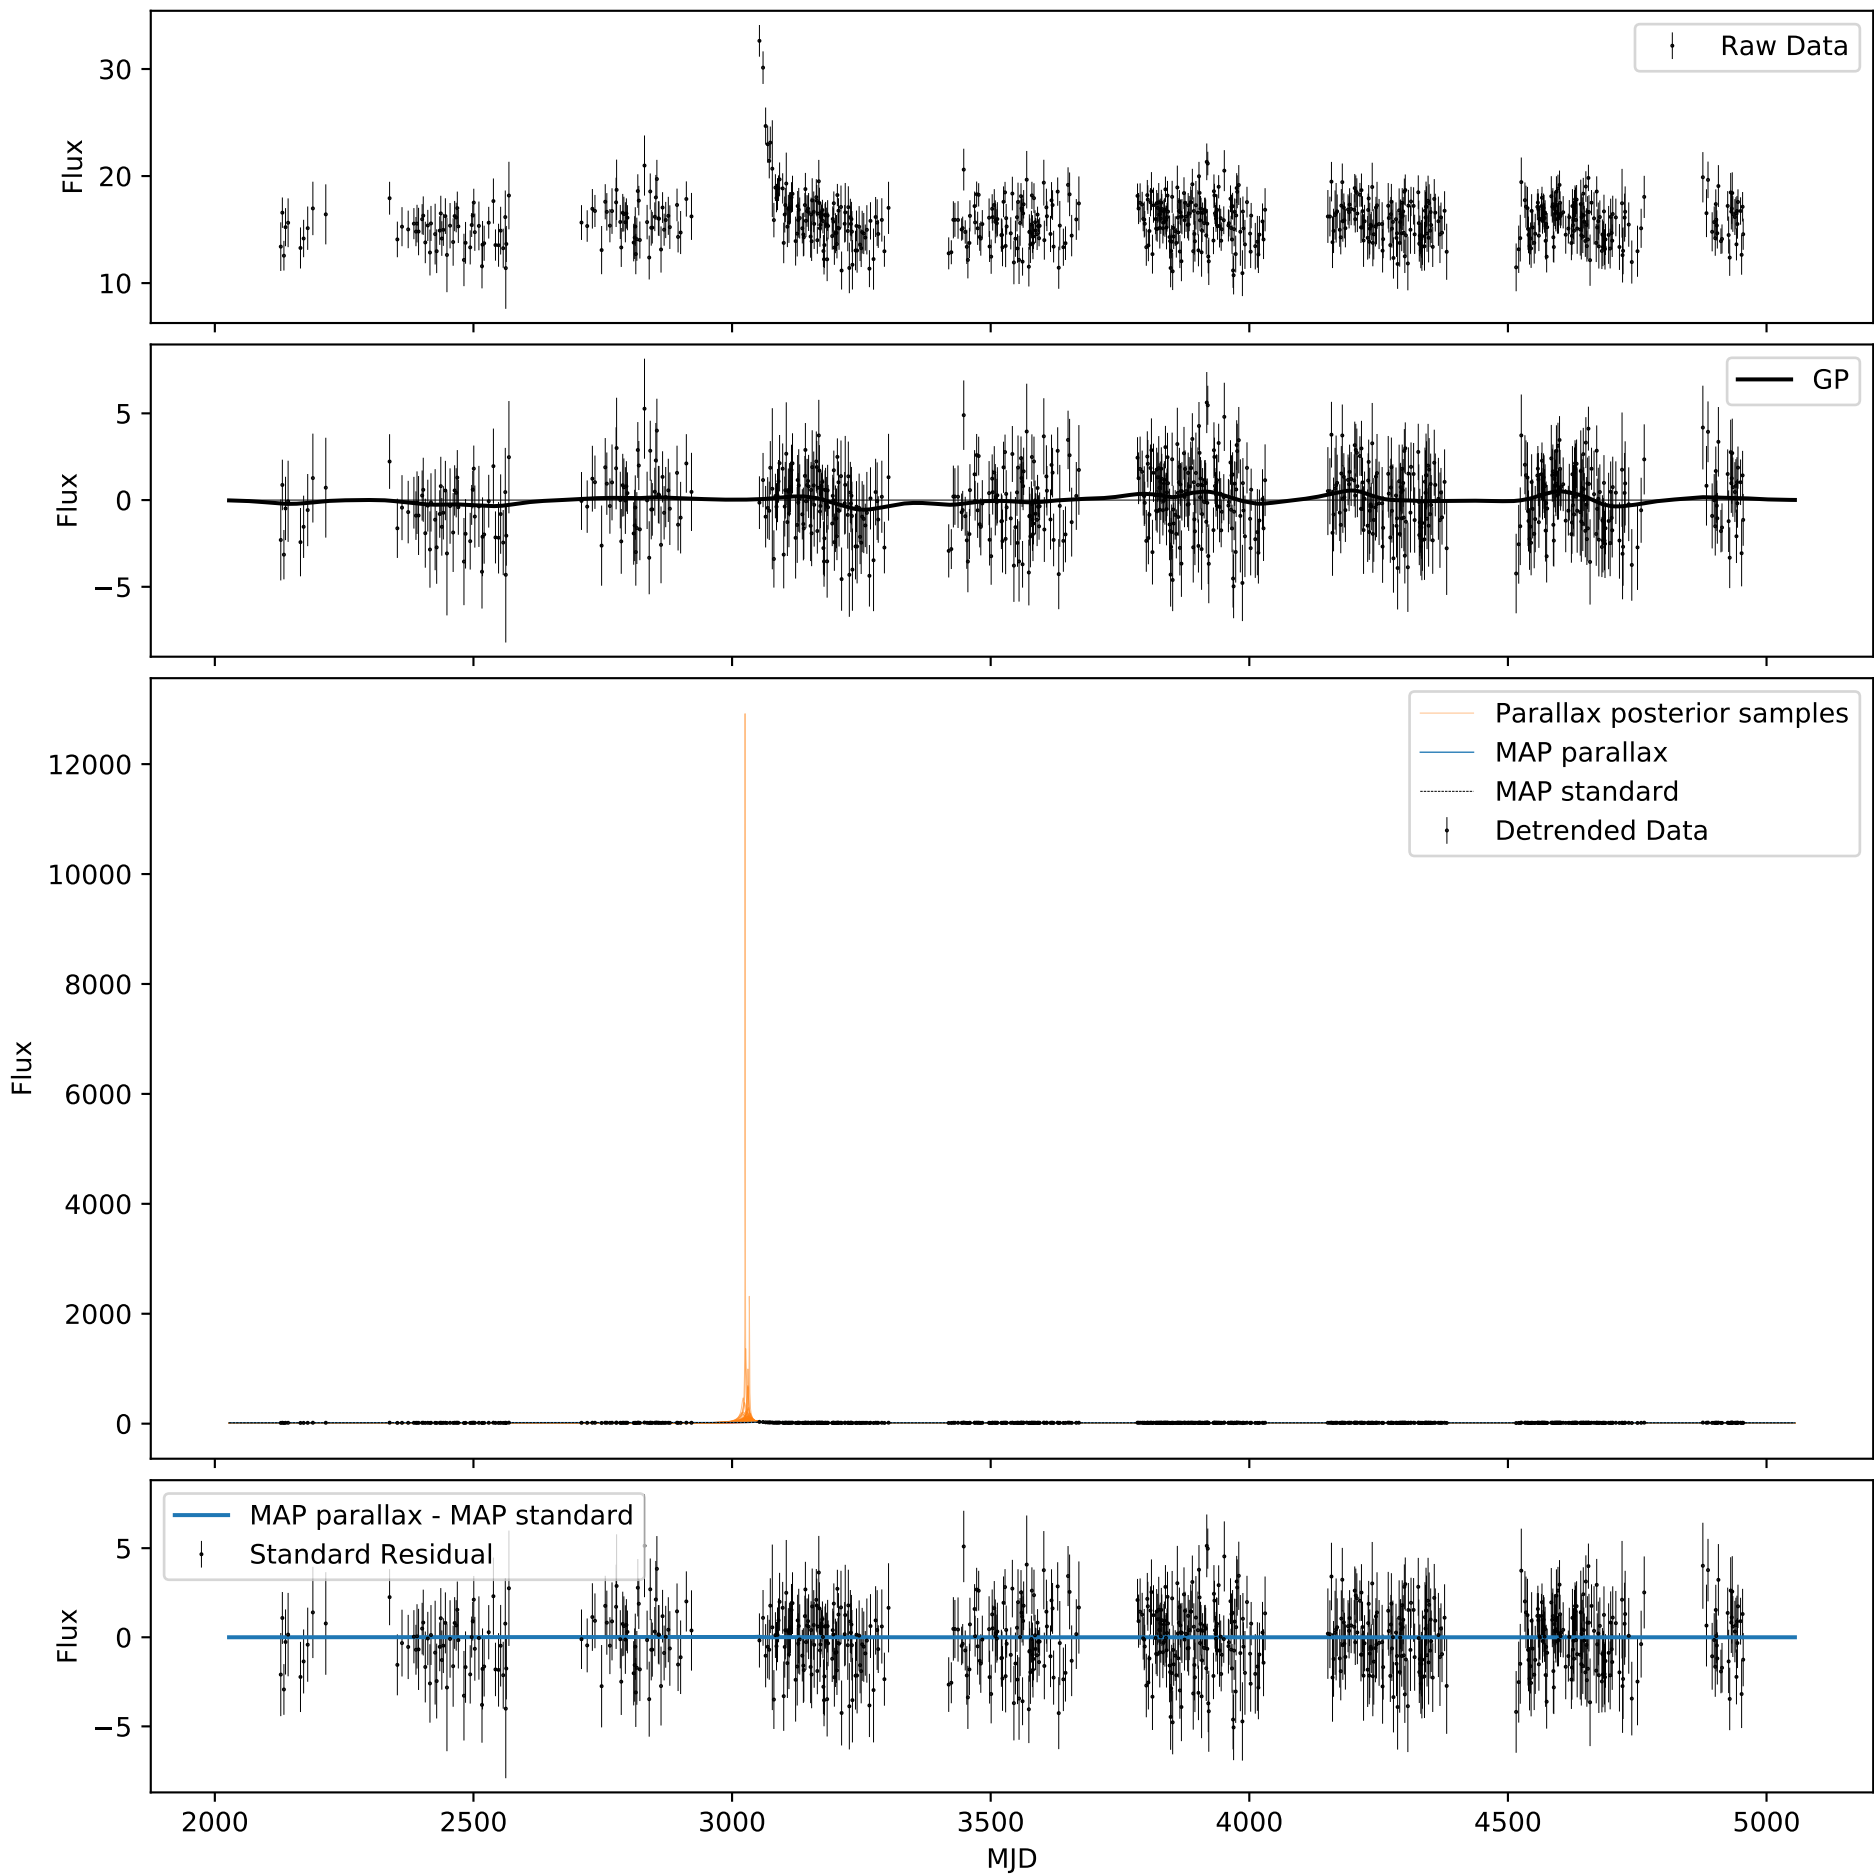 30
20
10
Flux
Raw Data
5
0
−5
Flux
GP
12000
10000
8000
6000
4000
2000
0
Flux
Parallax posterior samples
MAP parallax
MAP standard
Detrended Data
5
0
−5
Flux
MAP parallax - MAP standard
Standard Residual
2000 2500 3000 3500 4000 4500 5000
MJD